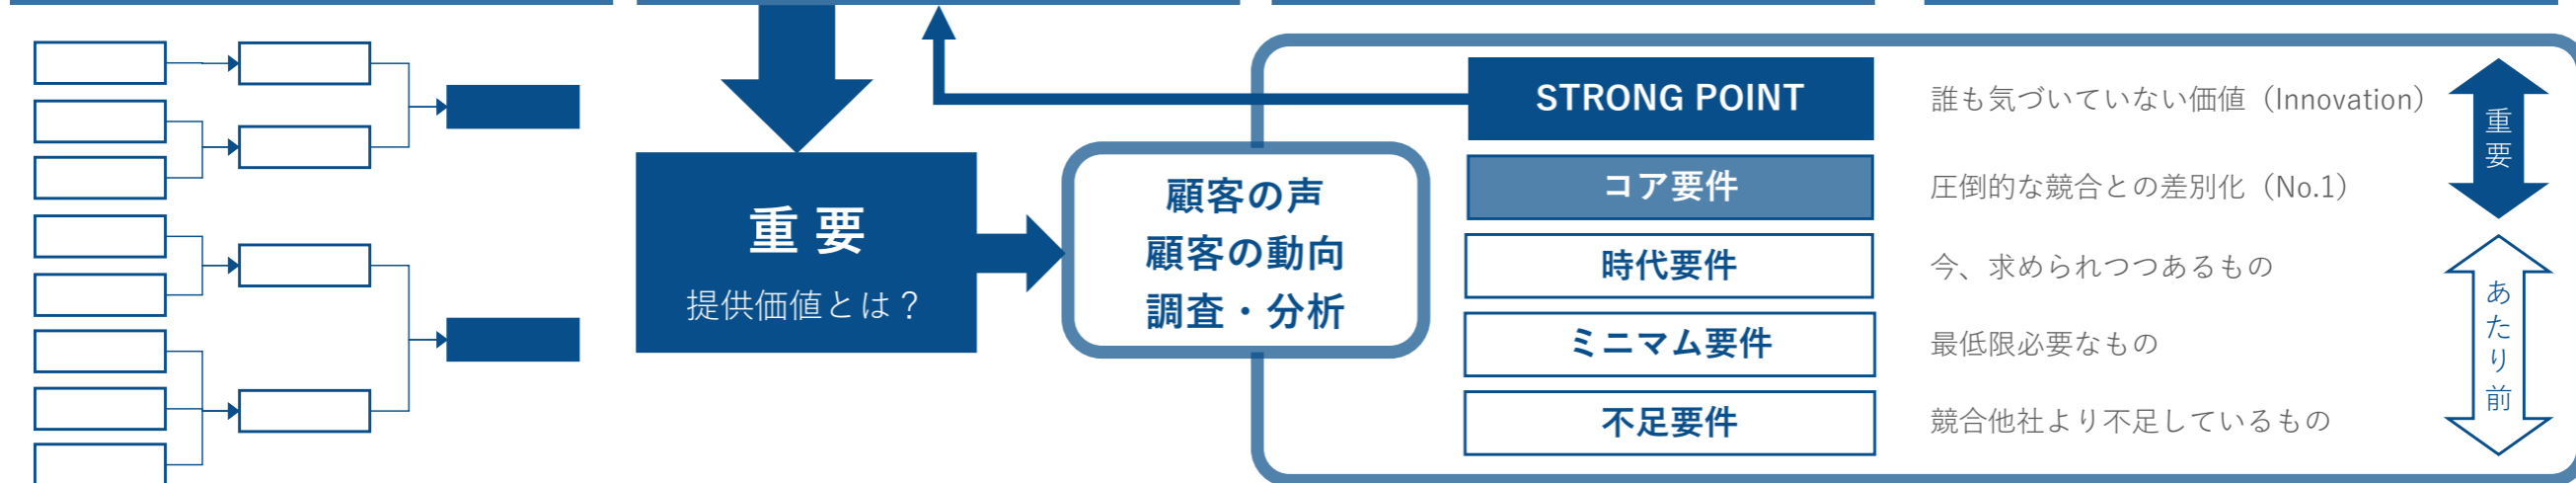 重要
提供価値とは？
顧客の声
顧客の動向
調査・分析
STRONG POINT
誰も気づいていない価値（Innovation）
コア要件
圧倒的な競合との差別化（No.1）
時代要件
今、求められつつあるもの
ミニマム要件
最低限必要なもの
不足要件
競合他社より不足しているもの
重要
あたり前